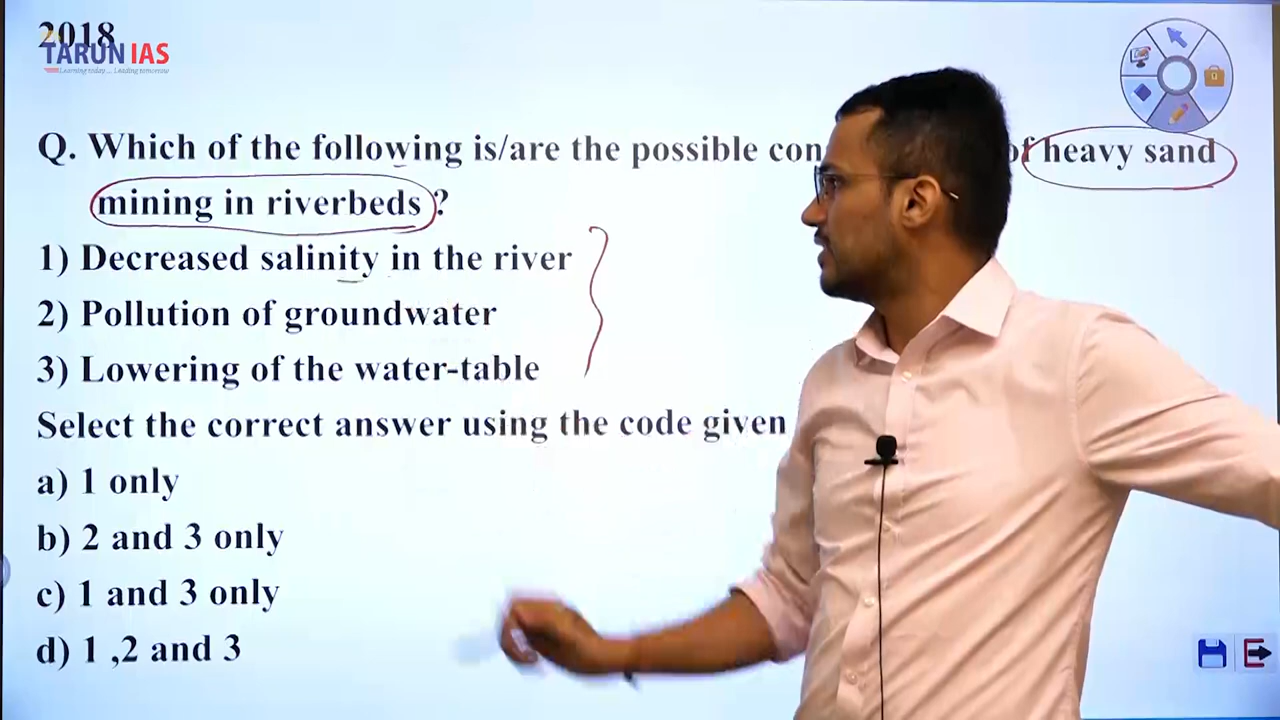 2018
TARUN IAS
Learning today... Leading tomorrow
Q. Which of the following is/are the possible con of heavy sand
mining in riverbeds ?
1) Decreased salinity in the river
2) Pollution of groundwater
3) Lowering of the water-table
Select the correct answer using the code given
a) 1 only
b) 2 and 3 only
c) 1 and 3 only
d) 1 ,2 and 3